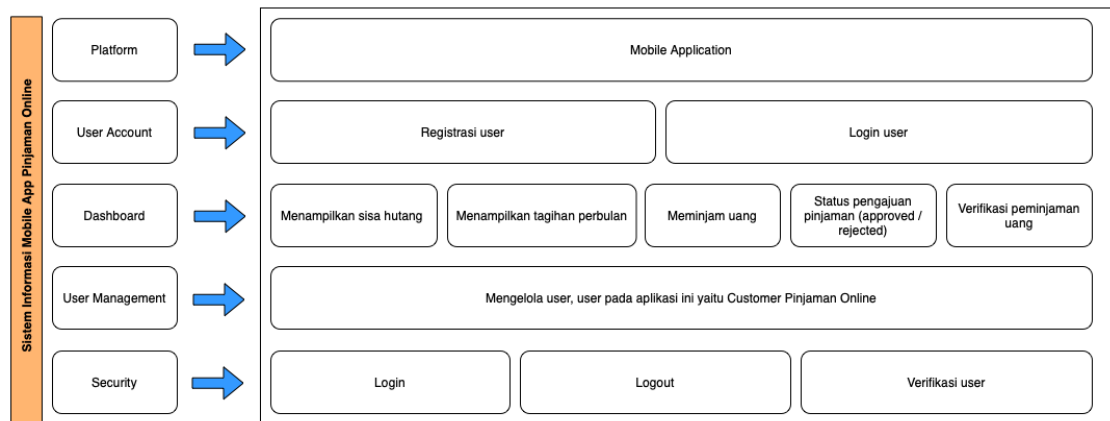 Sistem Informasi Mobile App Pinjaman Online
Platform
Mobile Application
User Account
Registrasi user
Login user
Dashboard
Menampilkan sisa hutang
Menampilkan tagihan perbulan
Meminjam uang
Status pengajuan
pinjaman (approved /
rejected)
Verifikasi peminjaman
uang
User Management
Mengelola user, user pada aplikasi ini yaitu Customer Pinjaman Online
Security
Login
Logout
Verifikasi user